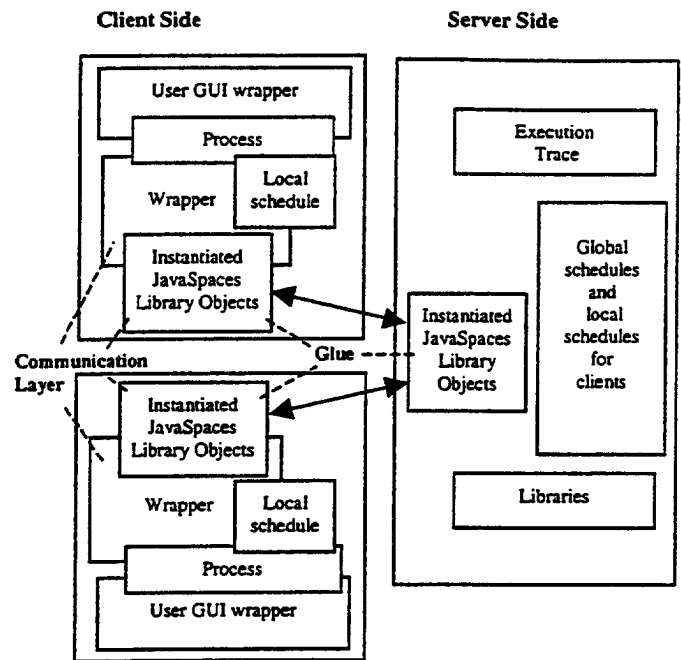 Client Side
Server Side
User GUI wrapper
Process
Wrapper
Local
schedule
Instantiated
JavaSpaces
Library Objects
Communication
Layer
Glue
Instantiated
JavaSpaces
Library Objects
Wrapper
Local
schedule
Process
User GUI wrapper
Execution
Trace
Instantiated
JavaSpaces
Library
Objects
Global
schedules
and
local
schedules
for
clients
Libraries